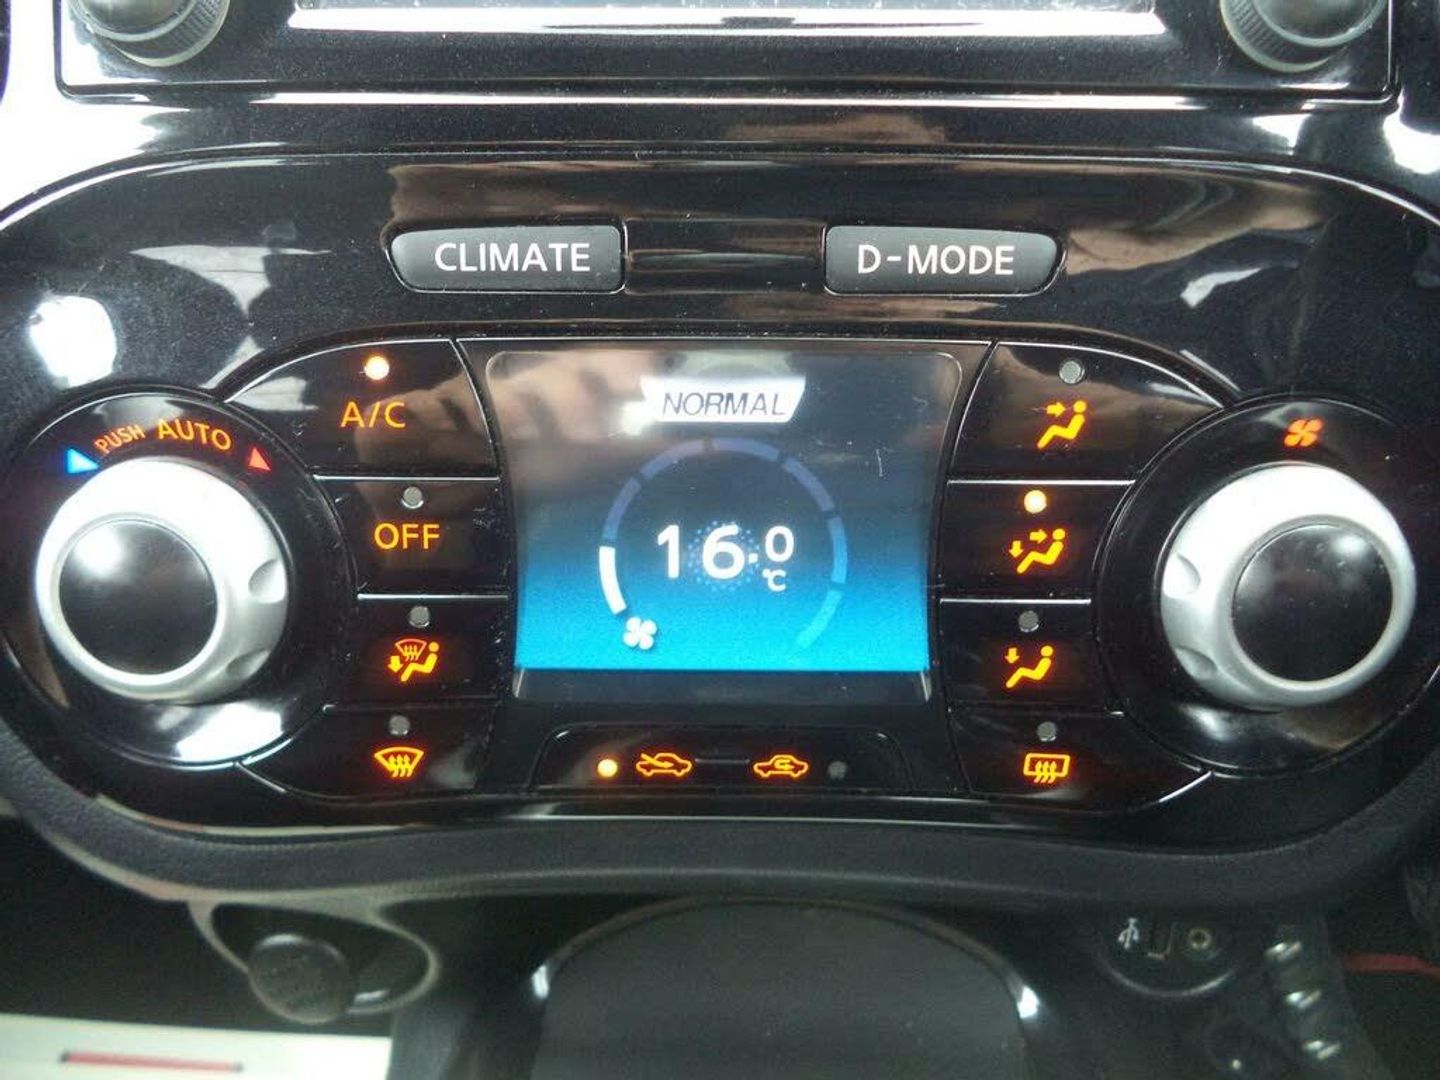 CLIMATE
D-MODE
A/C
NORMAL
PUSH AUTO
OFF
16.0
°C